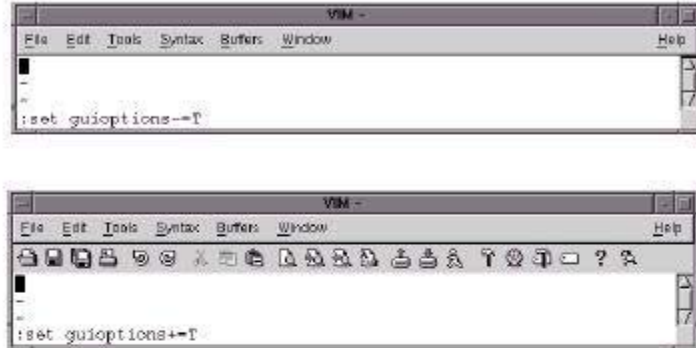 VIM -
File Edit Tools Syntax Buffers Window Help
~
~
:set guioptions-=T
VIM -
File Edit Tools Syntax Buffers Window Help
?
~
~
:set guioptions+=T